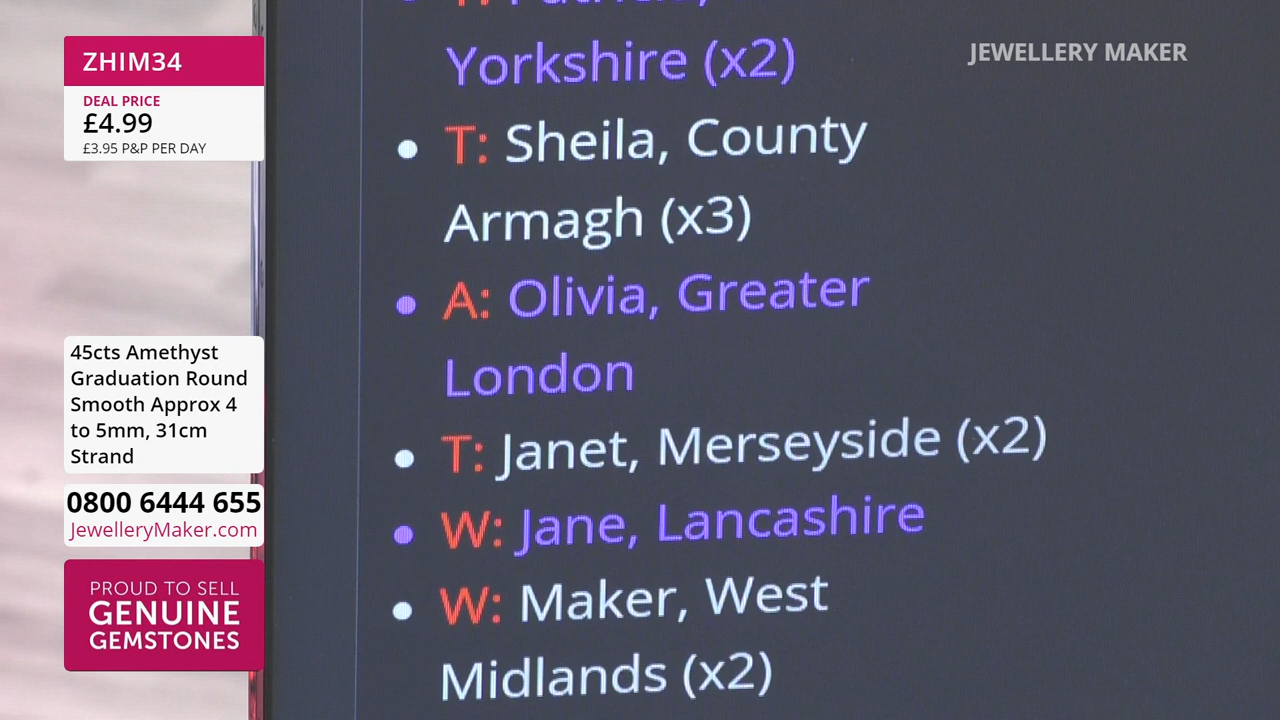 ZHIM34
DEAL PRICE
£4.99
£3.95 P&P PER DAY
45cts Amethyst
Graduation Round
Smooth Approx 4
to 5mm, 31cm
Strand
0800 6444 655
JewelleryMaker.com
PROUD TO SELL
GENUINE
GEMSTONES
JEWELLERY MAKER
Yorkshire (x2)
• T: Sheila, County
Armagh (x3)
• A: Olivia, Greater
London
• T: Janet, Merseyside (x2)
• W: Jane, Lancashire
• W: Maker, West
Midlands (x2)